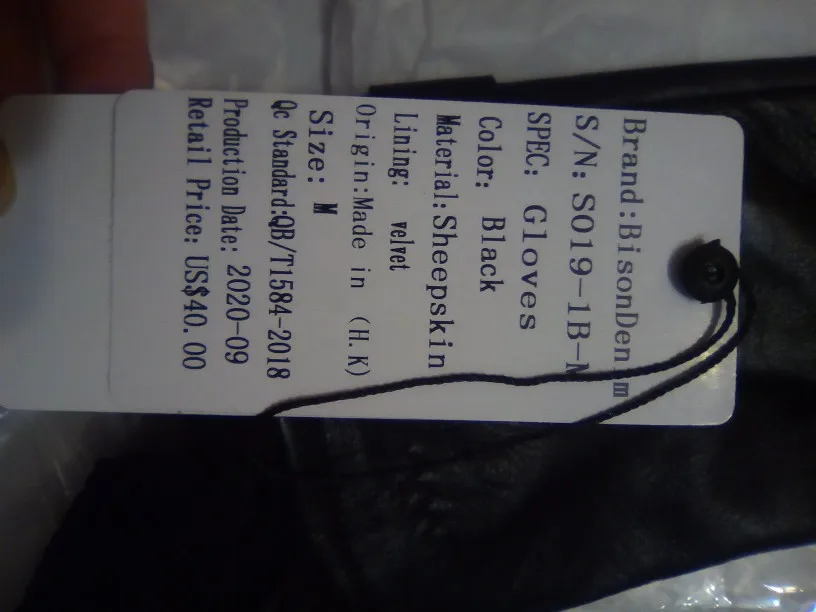 Brand:BisonDen m
S/N: S019-1B-M
SPEC: Gloves
Color: Black
Material:Sheepskin
Lining: velvet
Origin:Made in (H.K)
Size: M
Qc Standard:QB/T1584-2018
Production Date: 2020-09
Retail Price: US$40.00